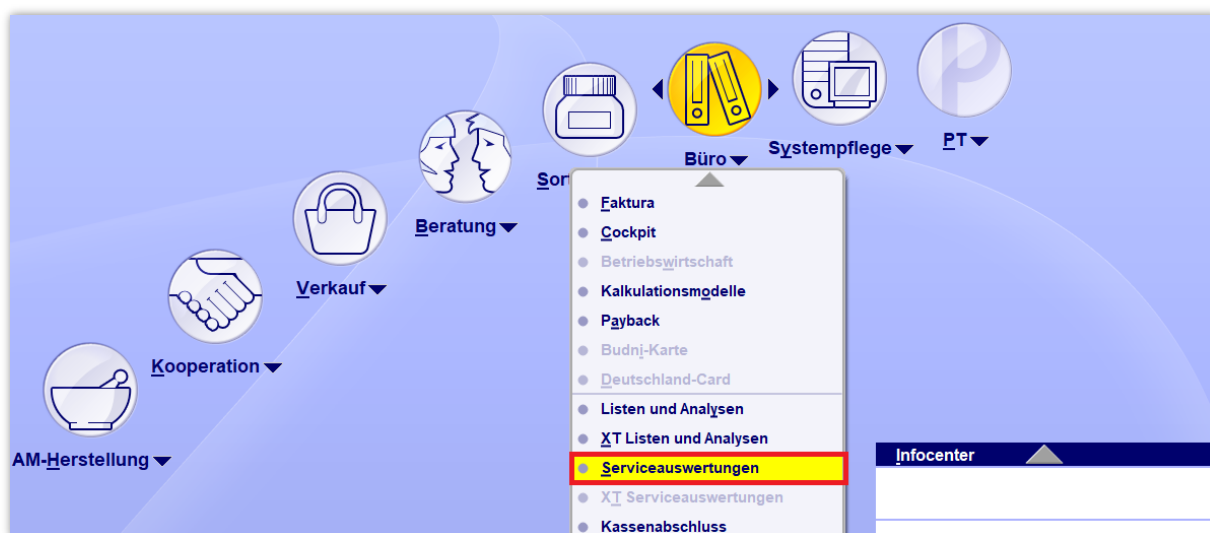 Systempflege
PT
Büro
Sort
Beratung
Verkauf
Kooperation
AM-Herstellung
Faktura
Cockpit
Betriebswirtschaft
Kalkulationsmodelle
Payback
Budni-Karte
Deutschland-Card
Listen und Analysen
XT Listen und Analysen
Serviceauswertungen
XT Serviceauswertungen
Kassenabschluss
Infocenter